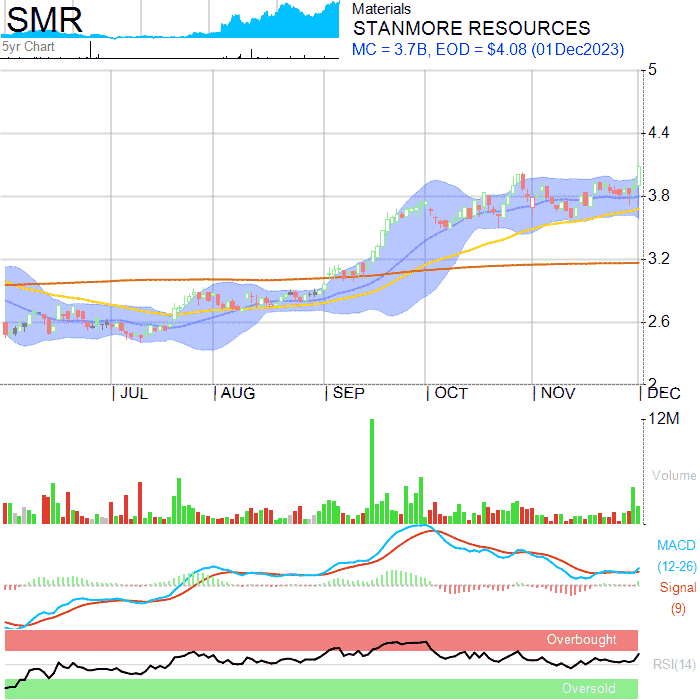 SMR
5yr Chart
Materials
STANMORE RESOURCES
MC = 3.7B, EOD = $4.08 (01Dec2023)
5
4.4
3.8
3.2
2.6
2
JUL
AUG
SEP
OCT
NOV
DEC
12M
Volume
MACD
(12-26)
Signal
(9)
Overbought
RSI(14)
Oversold